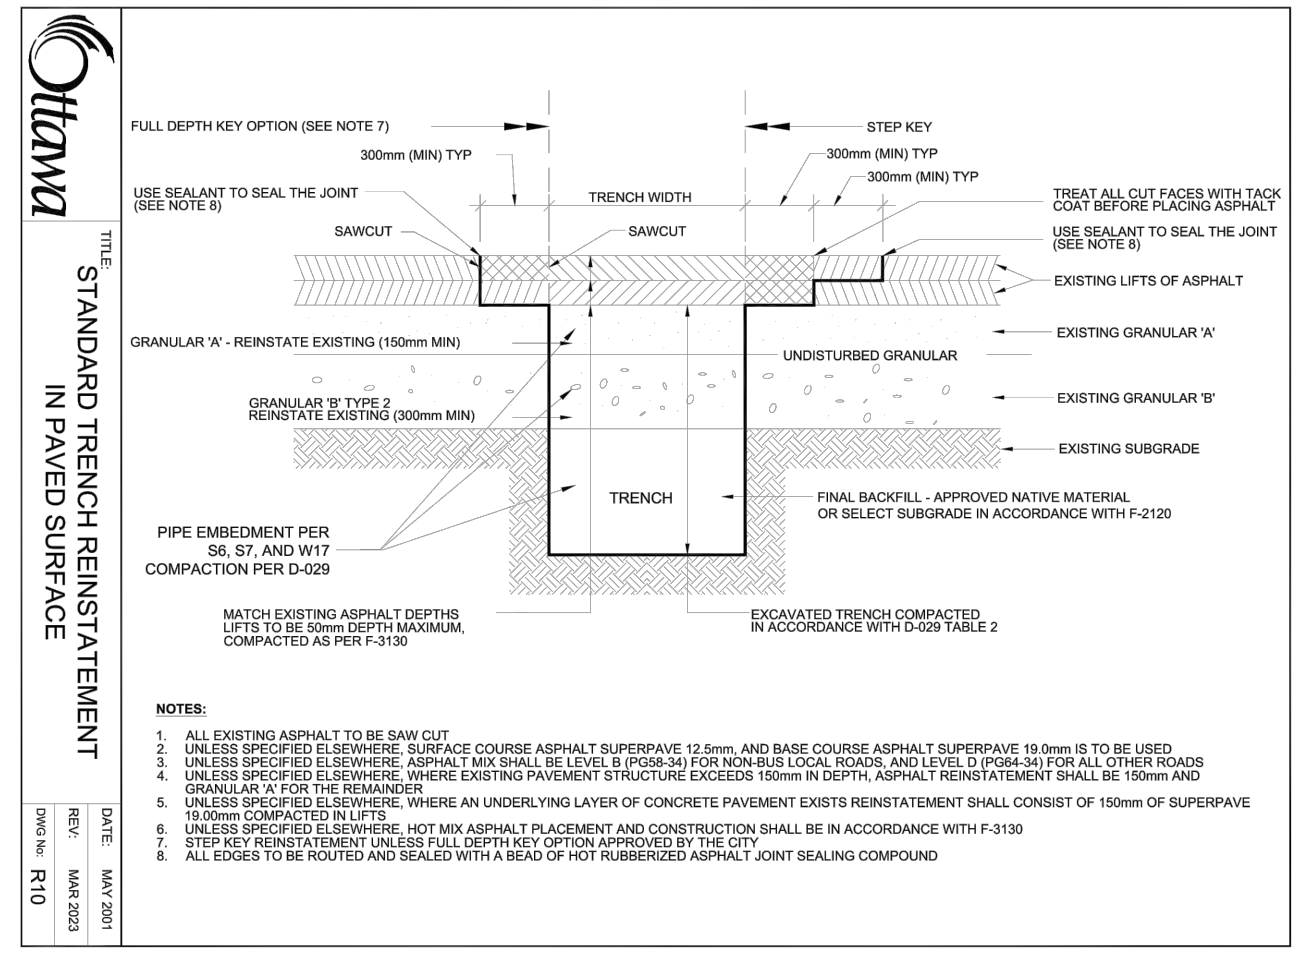 Ottawa
TITLE:
STANDARD TRENCH REINSTATEMENT
IN PAVED SURFACE
DATE: MAY 2001
REV: MAR 2023
DWG No: R10
FULL DEPTH KEY OPTION (SEE NOTE 7)
STEP KEY
300mm (MIN) TYP
300mm (MIN) TYP
300mm (MIN) TYP
USE SEALANT TO SEAL THE JOINT
(SEE NOTE 8)
TRENCH WIDTH
TREAT ALL CUT FACES WITH TACK
COAT BEFORE PLACING ASPHALT
SAWCUT
SAWCUT
USE SEALANT TO SEAL THE JOINT
(SEE NOTE 8)
EXISTING LIFTS OF ASPHALT
GRANULAR 'A' - REINSTATE EXISTING (150mm MIN)
EXISTING GRANULAR 'A'
UNDISTURBED GRANULAR
GRANULAR 'B' TYPE 2
REINSTATE EXISTING (300mm MIN)
EXISTING GRANULAR 'B'
EXISTING SUBGRADE
TRENCH
FINAL BACKFILL - APPROVED NATIVE MATERIAL
OR SELECT SUBGRADE IN ACCORDANCE WITH F-2120
PIPE EMBEDMENT PER
S6, S7, AND W17
COMPACTION PER D-029
MATCH EXISTING ASPHALT DEPTHS
LIFTS TO BE 50mm DEPTH MAXIMUM,
COMPACTED AS PER F-3130
EXCAVATED TRENCH COMPACTED
IN ACCORDANCE WITH D-029 TABLE 2
NOTES:
1. ALL EXISTING ASPHALT TO BE SAW CUT
2. UNLESS SPECIFIED ELSEWHERE, SURFACE COURSE ASPHALT SUPERPAVE 12.5mm, AND BASE COURSE ASPHALT SUPERPAVE 19.0mm IS TO BE USED
3. UNLESS SPECIFIED ELSEWHERE, ASPHALT MIX SHALL BE LEVEL B (PG58-34) FOR NON-BUS LOCAL ROADS, AND LEVEL D (PG64-34) FOR ALL OTHER ROADS
4. UNLESS SPECIFIED ELSEWHERE, WHERE EXISTING PAVEMENT STRUCTURE EXCEEDS 150mm IN DEPTH, ASPHALT REINSTATEMENT SHALL BE 150mm AND
GRANULAR 'A' FOR THE REMAINDER
5. UNLESS SPECIFIED ELSEWHERE, WHERE AN UNDERLYING LAYER OF CONCRETE PAVEMENT EXISTS REINSTATEMENT SHALL CONSIST OF 150mm OF SUPERPAVE
19.00mm COMPACTED IN LIFTS
6. UNLESS SPECIFIED ELSEWHERE, HOT MIX ASPHALT PLACEMENT AND CONSTRUCTION SHALL BE IN ACCORDANCE WITH F-3130
7. STEP KEY REINSTATEMENT UNLESS FULL DEPTH KEY OPTION APPROVED BY THE CITY
8. ALL EDGES TO BE ROUTED AND SEALED WITH A BEAD OF HOT RUBBERIZED ASPHALT JOINT SEALING COMPOUND